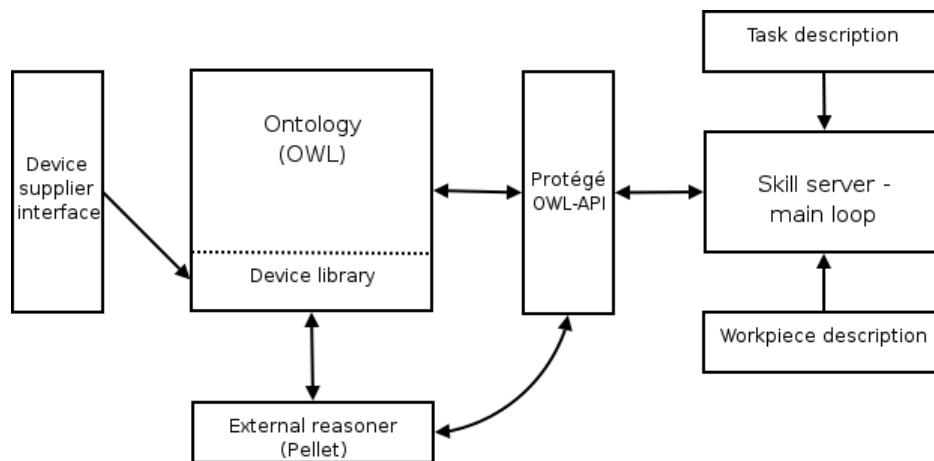 Task description
Device
supplier
interface
Ontology
(OWL)
Device library
Protégé
OWL-API
Skill server -
main loop
Workpiece description
External reasoner
(Pellet)